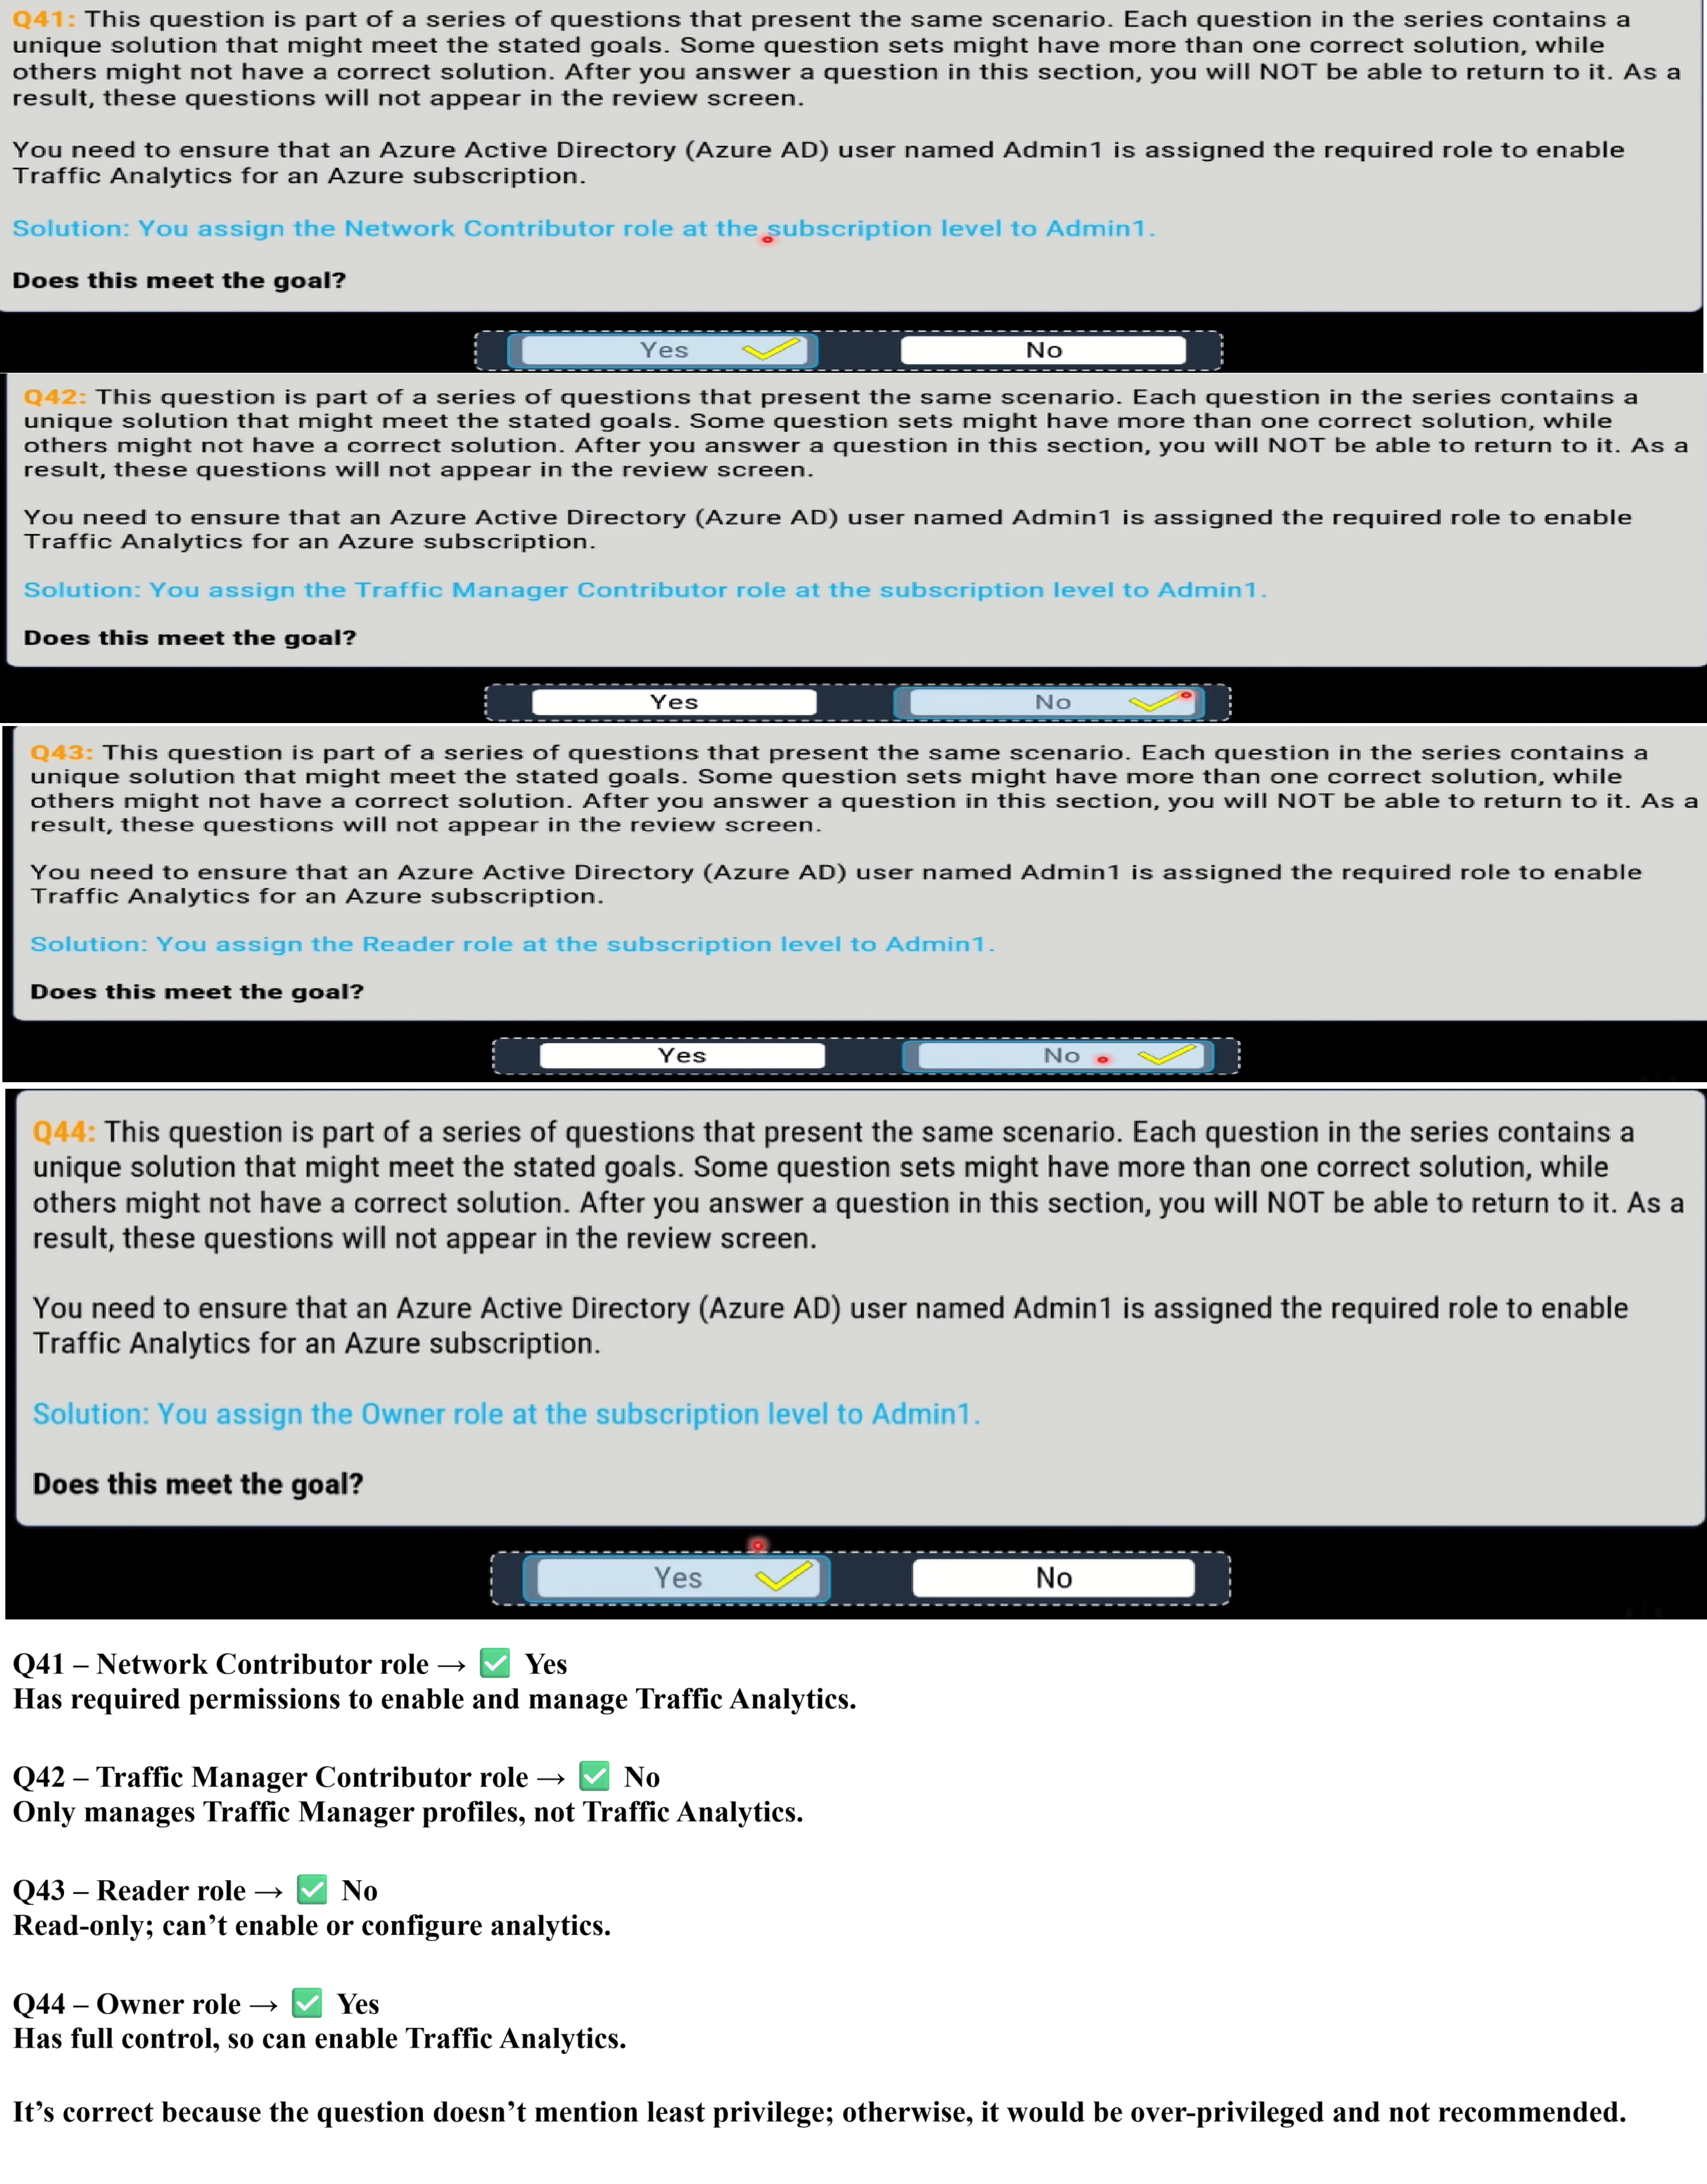 Q41: This question is part of a series of questions that present the same scenario. Each question in the series contains a
unique solution that might meet the stated goals. Some question sets might have more than one correct solution, while
others might not have a correct solution. After you answer a question in this section, you will NOT be able to return to it. As a
result, these questions will not appear in the review screen.
You need to ensure that an Azure Active Directory (Azure AD) user named Admin1 is assigned the required role to enable
Traffic Analytics for an Azure subscription.
Solution: You assign the Network Contributor role at the subscription level to Admin1.
Does this meet the goal?
Yes No
Q42: This question is part of a series of questions that present the same scenario. Each question in the series contains a
unique solution that might meet the stated goals. Some question sets might have more than one correct solution, while
others might not have a correct solution. After you answer a question in this section, you will NOT be able to return to it. As a
result, these questions will not appear in the review screen.
You need to ensure that an Azure Active Directory (Azure AD) user named Admin1 is assigned the required role to enable
Traffic Analytics for an Azure subscription.
Solution: You assign the Traffic Manager Contributor role at the subscription level to Admin1.
Does this meet the goal?
Yes No
Q43: This question is part of a series of questions that present the same scenario. Each question in the series contains a
unique solution that might meet the stated goals. Some question sets might have more than one correct solution, while
others might not have a correct solution. After you answer a question in this section, you will NOT be able to return to it. As a
result, these questions will not appear in the review screen.
You need to ensure that an Azure Active Directory (Azure AD) user named Admin1 is assigned the required role to enable
Traffic Analytics for an Azure subscription.
Solution: You assign the Reader role at the subscription level to Admin1.
Does this meet the goal?
Yes No
Q44: This question is part of a series of questions that present the same scenario. Each question in the series contains a
unique solution that might meet the stated goals. Some question sets might have more than one correct solution, while
others might not have a correct solution. After you answer a question in this section, you will NOT be able to return to it. As a
result, these questions will not appear in the review screen.
You need to ensure that an Azure Active Directory (Azure AD) user named Admin1 is assigned the required role to enable
Traffic Analytics for an Azure subscription.
Solution: You assign the Owner role at the subscription level to Admin1.
Does this meet the goal?
Yes No
Q41 – Network Contributor role → ✅ Yes
Has required permissions to enable and manage Traffic Analytics.
Q42 – Traffic Manager Contributor role → ✅ No
Only manages Traffic Manager profiles, not Traffic Analytics.
Q43 – Reader role → ✅ No
Read-only; can’t enable or configure analytics.
Q44 – Owner role → ✅ Yes
Has full control, so can enable Traffic Analytics.
It’s correct because the question doesn’t mention least privilege; otherwise, it would be over-privileged and not recommended.